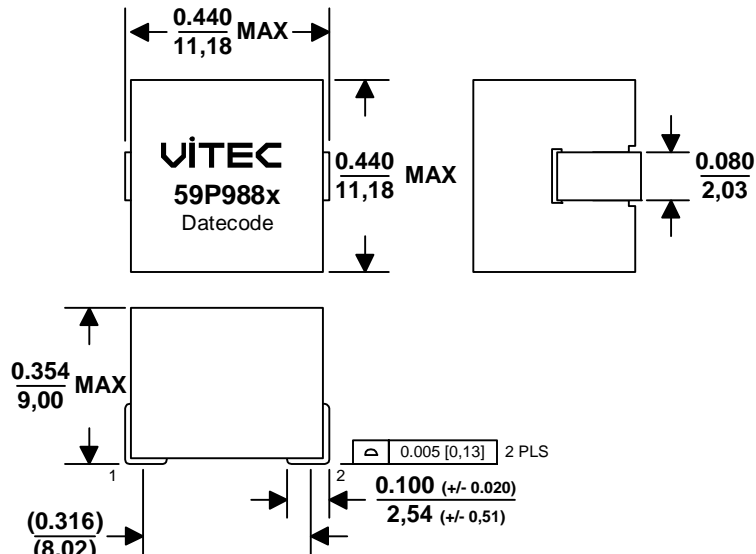 0.440
11,18
MAX
ViTEC
59P988x
Datecode
0.440
11,18
MAX
0.080
2,03
0.354
9,00
MAX
1
2
0.005 [0,13]
2 PLS
0.100 (+/- 0.020)
2,54 (+/- 0,51)
(0.316)
(8,02)